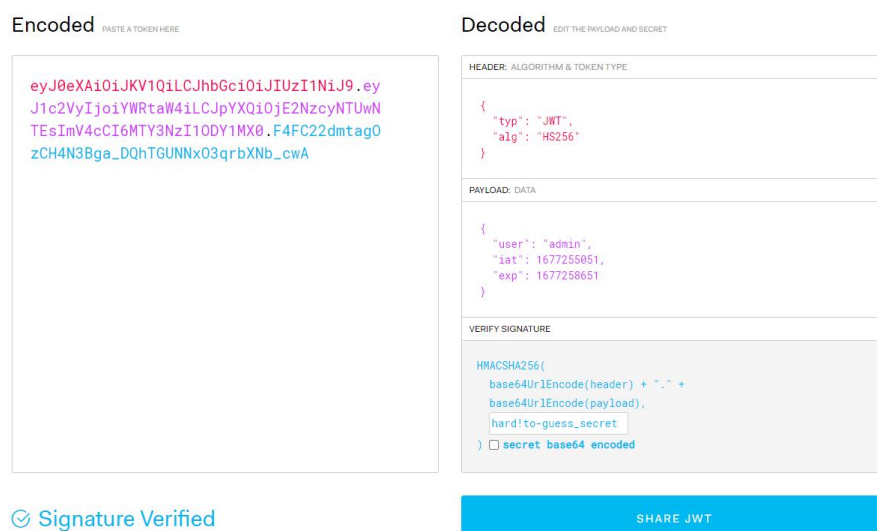 Encoded PASTE A TOKEN HERE
eyJ0eXAiOiJKV1QiLCJhbGciOiJIUzI1NiJ9.ey
J1c2VyIjoiYWRtaW4iLCJpYXQiOjE2NzcyNTUwN
TEsImV4cCI6MTY3NzI1ODY1MX0.F4FC22dmtagO
zCH4N3Bga_DQhTGUNNxO3qrbXNb_cwA
Signature Verified
Decoded EDIT THE PAYLOAD AND SECRET
HEADER: ALGORITHM & TOKEN TYPE
{
"typ": "JWT",
"alg": "HS256"
}
PAYLOAD: DATA
{
"user": "admin",
"iat": 1677255051,
"exp": 1677258651
}
VERIFY SIGNATURE
HMACSHA256(
base64UrlEncode(header) + "." +
base64UrlEncode(payload),
hard!to-guess_secret
) secret base64 encoded
SHARE JWT